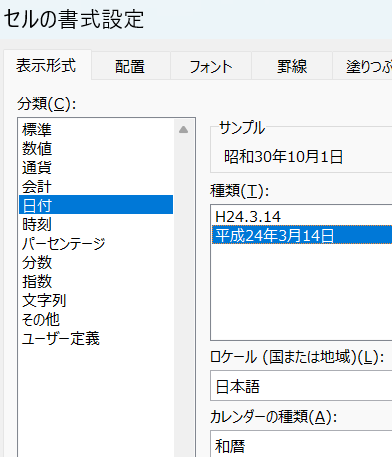 セルの書式設定
表示形式 配置 フォント 罫線 塗りつぶ
分類(C):
標準
数値
通貨
会計
日付
時刻
パーセンテージ
分数
指数
文字列
その他
ユーザー定義
サンプル
昭和30年10月1日
種類(T):
H24.3.14
平成24年3月14日
ロケール (国または地域)(L):
日本語
カレンダーの種類(A):
和暦